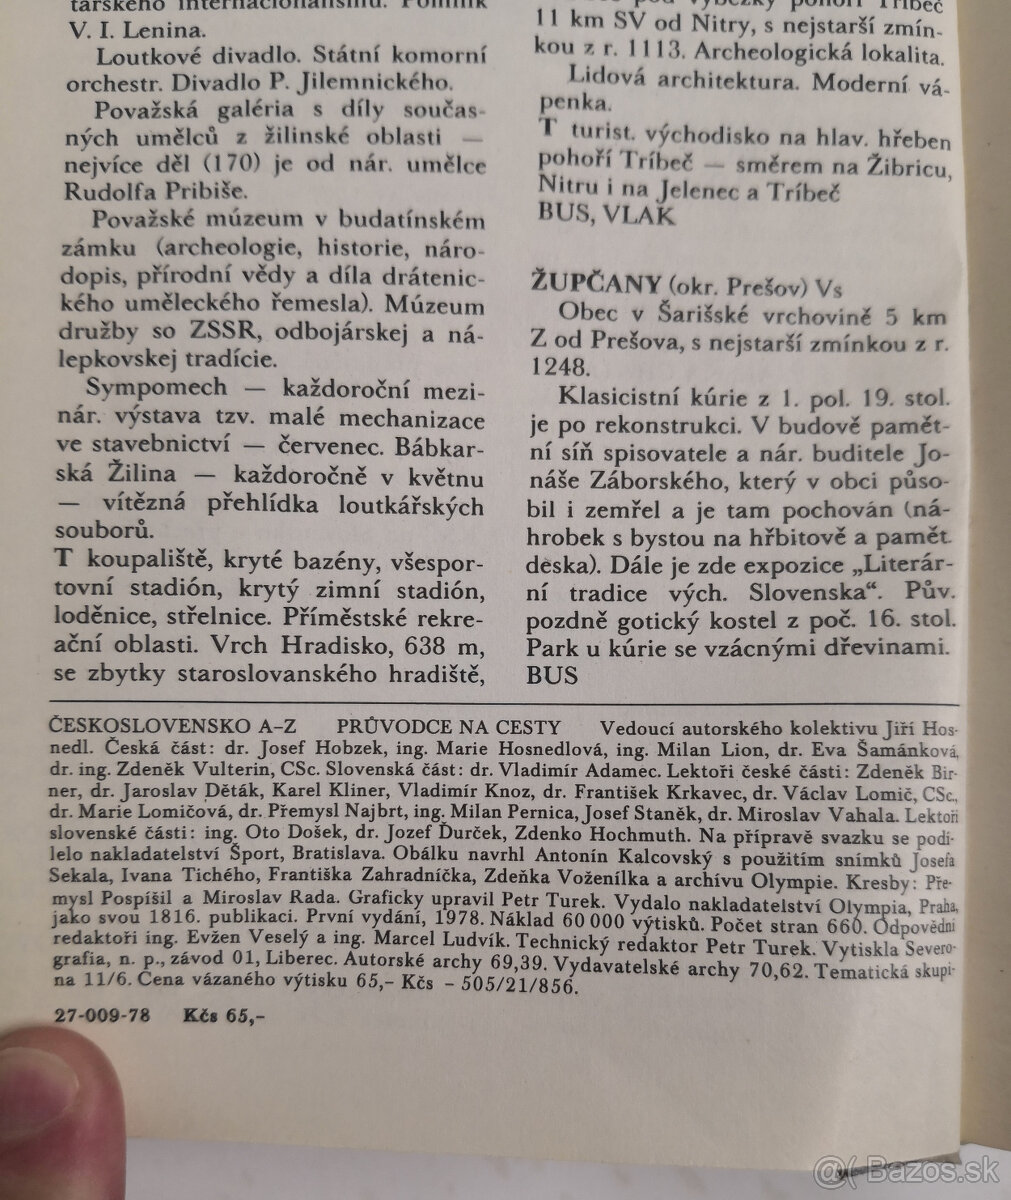 tářského internacionalismu. Pomník
V. I. Lenina.
Loutkové divadlo. Státní komorní
orchestr. Divadlo P. Jilemnického.
Považská galéria s díly součas-
ných umělců z žilinské oblasti —
nejvíce děl (170) je od nár. umělce
Rudolfa Pribiše.
Považské múzeum v budatínském
zámku (archeologie, historie, náro-
dopis, přírodní vědy a díla drátenic-
kého uměleckého řemesla). Múzeum
družby so ZSSR, odbojárskej a ná-
lepkovskej tradície.
Sympomech — každoroční mezi-
nár. výstava tzv. malé mechanizace
ve stavebnictví — červenec. Bábkar-
ská Žilina — každoročně v květnu
— vítězná přehlídka loutkářských
souborů.
T koupaliště, kryté bazény, všespor-
tovní stadión, krytý zimní stadión,
loděnice, střelnice. Příměstské rekre-
ační oblasti. Vrch Hradisko, 638 m,
se zbytky staroslovanského hradiště,
pod výběžky pohoří Tríbeč
11 km SV od Nitry, s nejstarší zmín-
kou z r. 1113. Archeologická lokalita.
Lidová architektura. Moderní vá-
penka.
T turist. východisko na hlav. hřeben
pohoří Tríbeč — směrem na Žibricu,
Nitru i na Jelenec a Tríbeč
BUS, VLAK
ŽUPČANY (okr. Prešov) Vs
Obec v Šarišské vrchovině 5 km
Z od Prešova, s nejstarší zmínkou z r.
1248.
Klasicistní kúrie z 1. pol. 19. stol.
je po rekonstrukci. V budově pamět-
ní síň spisovatele a nár. buditele Jo-
náše Záborského, který v obci půso-
bil i zemřel a je tam pochován (ná-
hrobek s bystou na hřbitově a pamět.
deska). Dále je zde expozice „Literár-
ní tradice vých. Slovenska“. Pův.
pozdně gotický kostel z poč. 16. stol.
Park u kúrie se vzácnými dřevinami.
BUS
ČESKOSLOVENSKO A–Z PRŮVODCE NA CESTY Vedoucí autorského kolektivu Jiří Hos-
nedl. Česká část: dr. Josef Hobzek, ing. Marie Hosnedlová, ing. Milan Lion, dr. Eva Šamánková,
dr. ing. Zdeněk Vulterin, CSc. Slovenská část: dr. Vladimír Adamec. Lektoři české části: Zdeněk Bir-
ner, dr. Jaroslav Děták, Karel Kliner, Vladimír Knoz, dr. František Krkavec, dr. Václav Lomič, CSc.,
dr. Marie Lomičová, dr. Přemysl Najbrt, ing. Milan Pernica, Josef Staněk, dr. Miroslav Vahala. Lektoři
slovenské části: ing. Oto Došek, dr. Jozef Ďurček, Zdenko Hochmuth. Na přípravě svazku se podí-
lelo nakladatelství Šport, Bratislava. Obálku navrhl Antonín Kalcovský s použitím snímků Josefa
Sekala, Ivana Tichého, Františka Zahradníčka, Zdeňka Voženílka a archívu Olympie. Kresby: Pře-
mysl Pospíšil a Miroslav Rada. Graficky upravil Petr Turek. Vydalo nakladatelství Olympia, Praha,
jako svou 1816. publikaci. První vydání, 1978. Náklad 60 000 výtisků. Počet stran 660. Odpovědní
redaktoři ing. Evžen Veselý a ing. Marcel Ludvík. Technický redaktor Petr Turek. Vytiskla Severo-
grafia, n. p., závod 01, Liberec. Autorské archy 69,39. Vydavatelské archy 70,62. Tematická skupi-
na 11/6. Cena vázaného výtisku 65,– Kčs – 505/21/856.
27-009-78 Kčs 65,–
Bazos.sk